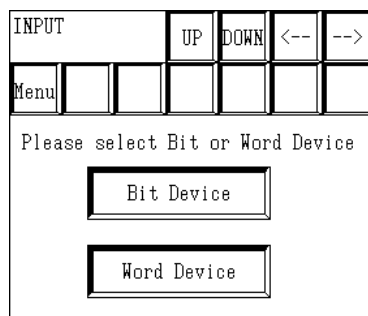 INPUT UP DOWN <-- -->
Menu
Please select Bit or Word Device
Bit Device
Word Device